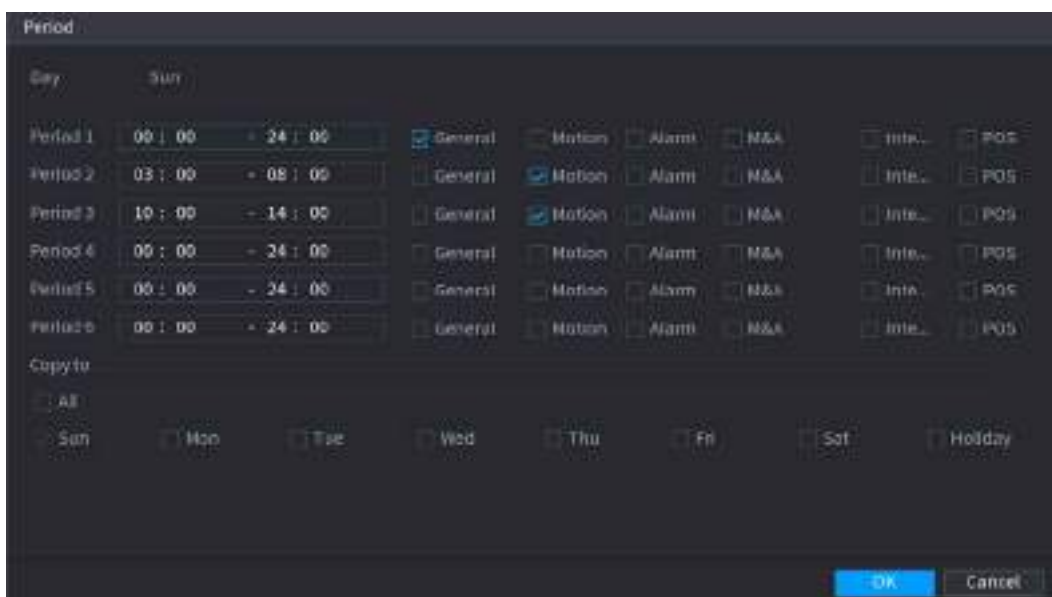 Period
Day Sun
Period 1 00 : 00 - 24 : 00 General Motion Alarm M&A Inte... POS
Period 2 03 : 00 - 08 : 00 General Motion Alarm M&A Inte... POS
Period 3 10 : 00 - 14 : 00 General Motion Alarm M&A Inte... POS
Period 4 00 : 00 - 24 : 00 General Motion Alarm M&A Inte... POS
Period 5 00 : 00 - 24 : 00 General Motion Alarm M&A Inte... POS
Period 6 00 : 00 - 24 : 00 General Motion Alarm M&A Inte... POS
Copy to
All
Sun Mon Tue Wed Thu Fri Sat Holiday
OK Cancel